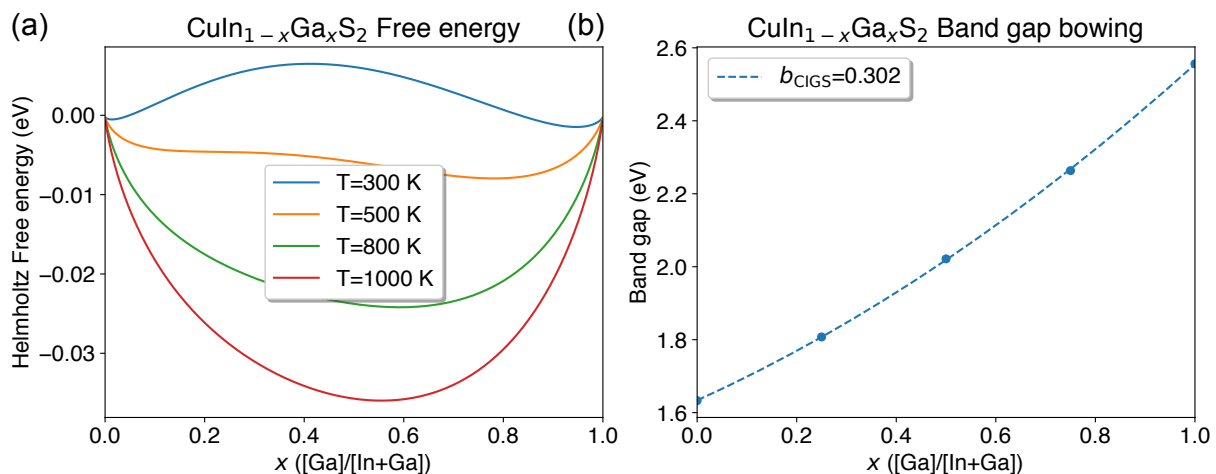 (a)
CuIn₁₋ₓGaₓS₂ Free energy
Helmholtz Free energy (eV)
0.00
−0.01
−0.02
−0.03
T=300 K
T=500 K
T=800 K
T=1000 K
0.0 0.2 0.4 0.6 0.8 1.0
x ([Ga]/[In+Ga])
(b)
CuIn₁₋ₓGaₓS₂ Band gap bowing
Band gap (eV)
2.6
2.4
2.2
2.0
1.8
1.6
b_CIGS=0.302
0.0 0.2 0.4 0.6 0.8 1.0
x ([Ga]/[In+Ga])